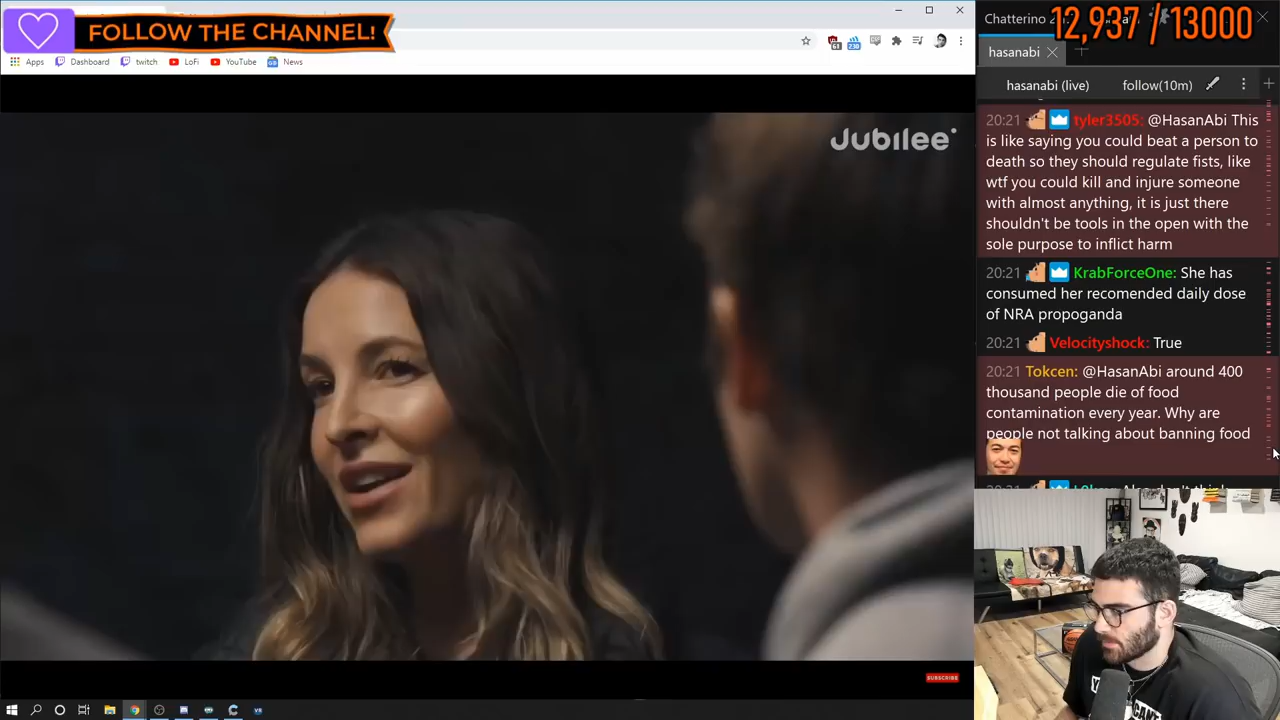 FOLLOW THE CHANNEL!
Apps
Dashboard
twitch
LoFi
YouTube
News
61
230
Jubilee
SUBSCRIBE
Chatterino
12,937 / 13000
hasanabi
hasanabi (live)
follow(10m)
20:21 tyler3505: @HasanAbi This
is like saying you could beat a person to
death so they should regulate fists, like
wtf you could kill and injure someone
with almost anything, it is just there
shouldn't be tools in the open with the
sole purpose to inflict harm
20:21 KrabForceOne: She has
consumed her recomended daily dose
of NRA propoganda
20:21 Velocityshock: True
20:21 Tokcen: @HasanAbi around 400
thousand people die of food
contamination every year. Why are
people not talking about banning food